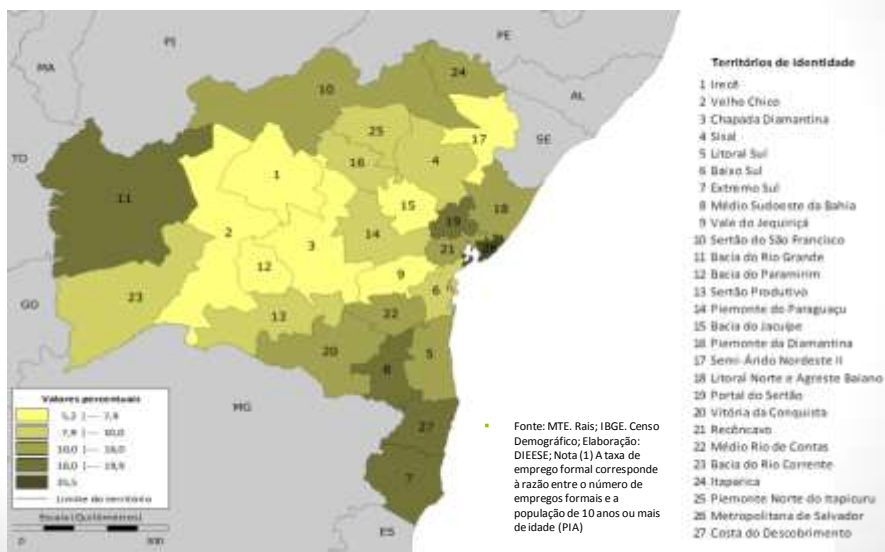 PI
PE
MA
AL
SE
TO
GO
MG
ES
10
24
25
17
4
16
1
15
11
19
18
2
3
14
21
12
9
6
23
13
22
20
8
5
27
7
Valores percentuais
7,9 |--- 10,0
10,0 |--- 16,0
16,0 |--- 19,9
Limite do território
Escala (Quilômetros)
0
Territórios de Identidade
1 Irecê
2 Velho Chico
3 Chapada Diamantina
4 Sisal
5 Litoral Sul
6 Baixo Sul
7 Extremo Sul
8 Médio Sudoeste da Bahia
9 Vale do Jequiriçá
10 Sertão do São Francisco
11 Bacia do Rio Grande
12 Bacia do Paramirim
13 Sertão Produtivo
14 Piemonte do Paraguaçu
15 Bacia do Jacuípe
16 Piemonte da Diamantina
17 Semi-Árido Nordeste II
18 Litoral Norte e Agreste Baiano
19 Portal do Sertão
20 Vitória da Conquista
21 Recôncavo
22 Médio Rio de Contas
23 Bacia do Rio Corrente
24 Itaparica
25 Piemonte Norte do Itapicuru
26 Metropolitana de Salvador
27 Costa do Descobrimento
• Fonte: MTE. Rais; IBGE. Censo
Demográfico; Elaboração:
DIEESE; Nota (1) A taxa de
emprego formal corresponde
à razão entre o número de
empregos formais e a
população de 10 anos ou mais
de idade (PIA)